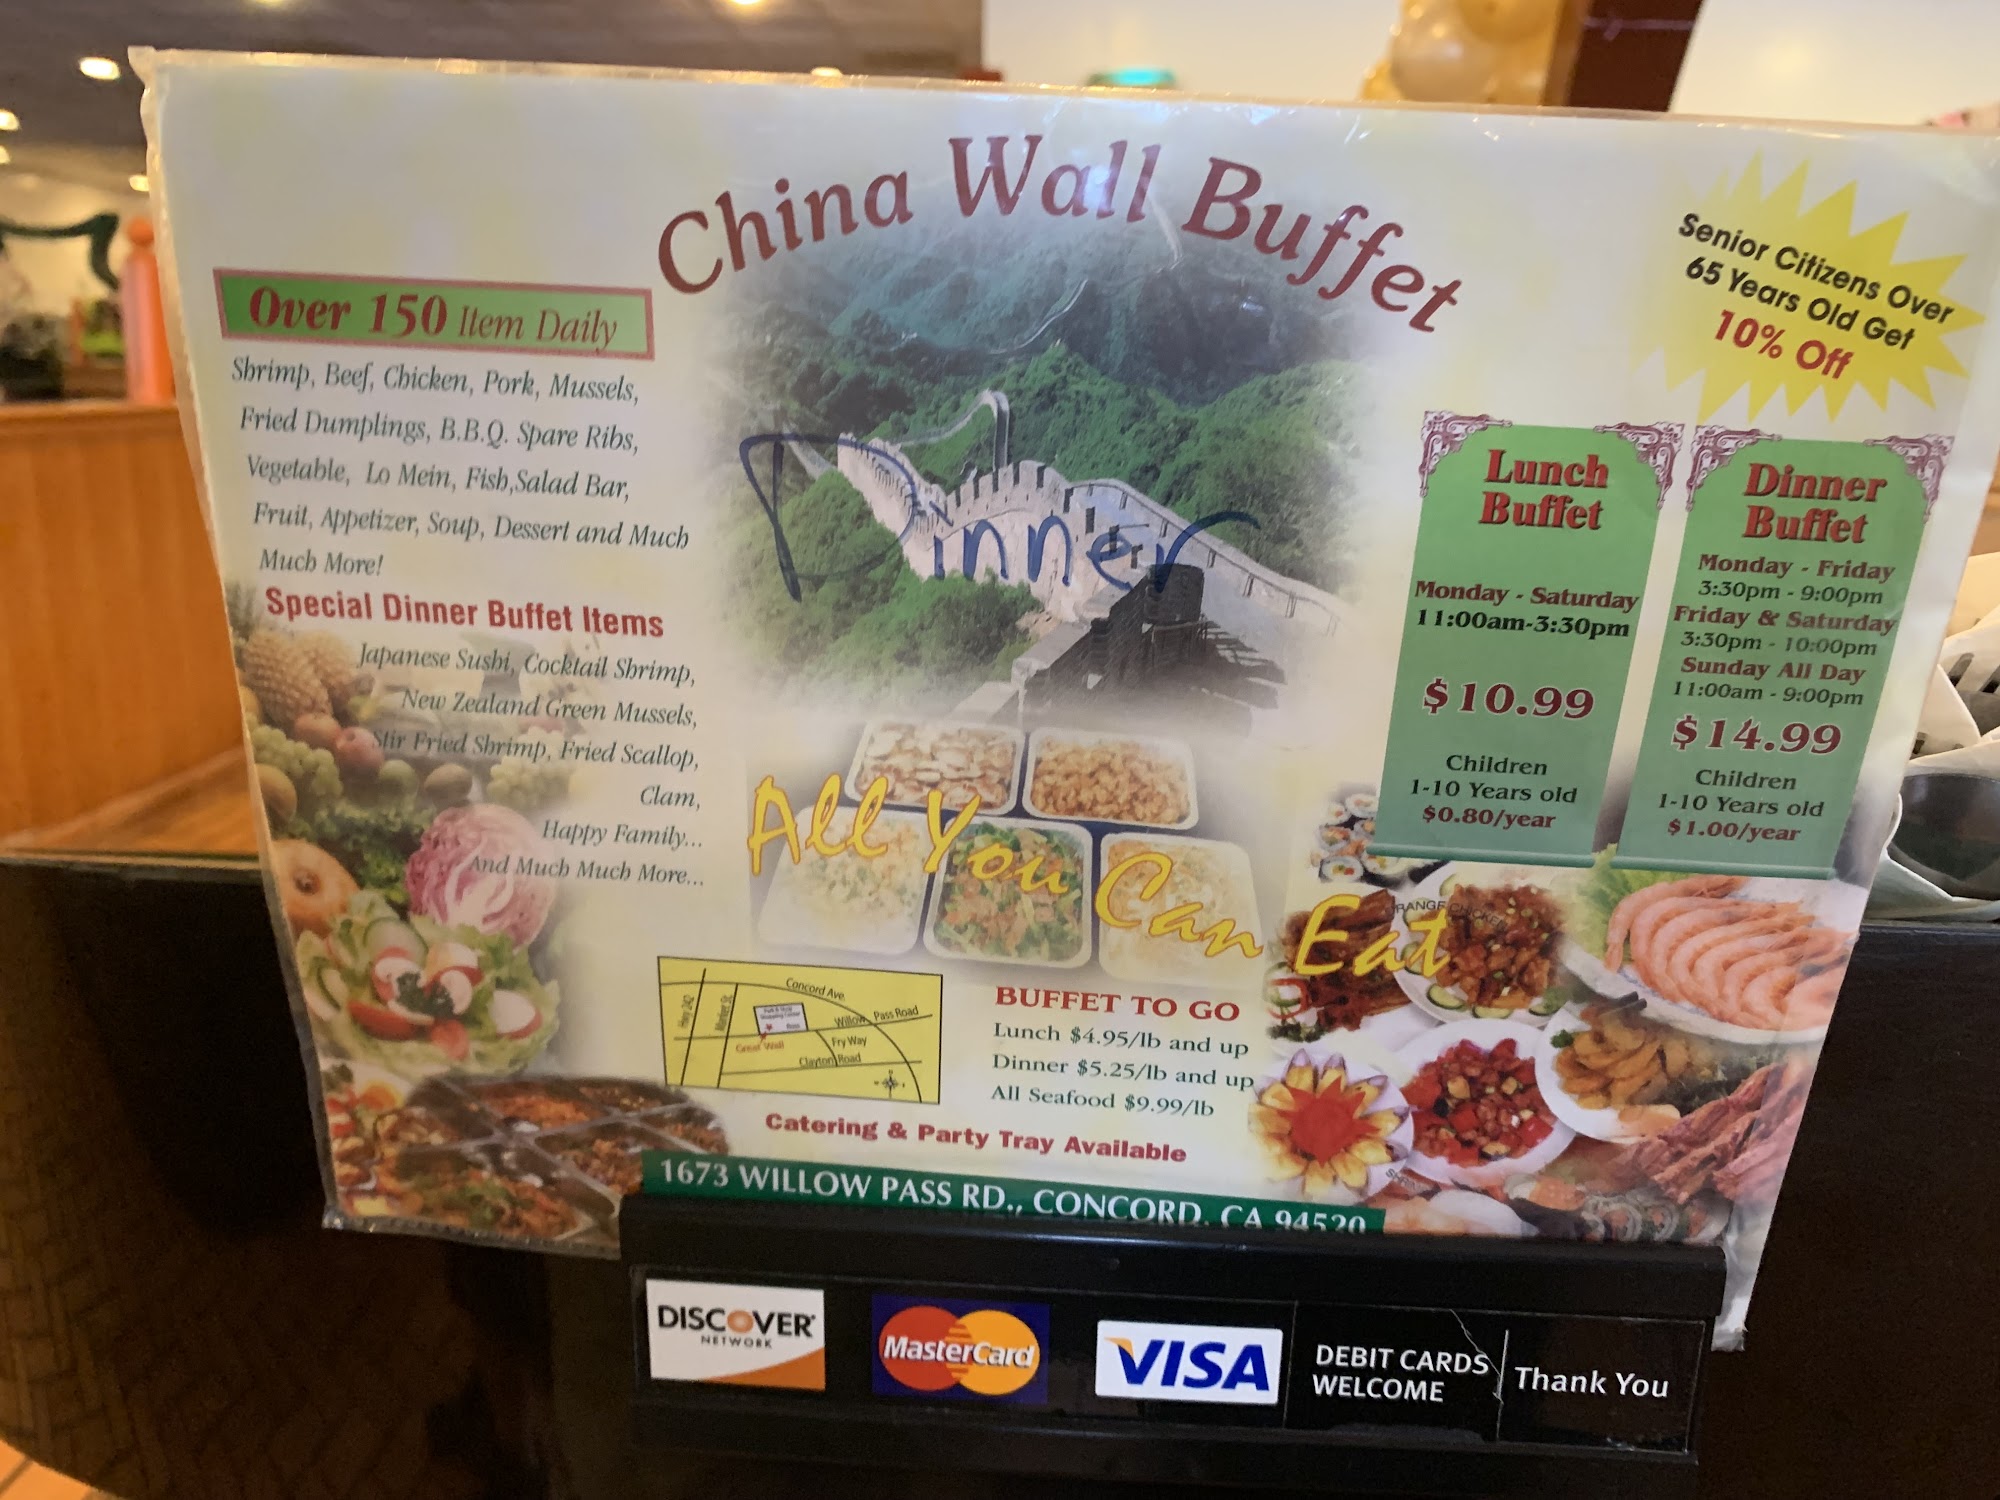 China Wall Buffet
Senior Citizens Over
65 Years Old Get
10% Off
Over 150 Item Daily
Shrimp, Beef, Chicken, Pork, Mussels,
Fried Dumplings, B.B.Q. Spare Ribs,
Vegetable, Lo Mein, Fish,Salad Bar,
Fruit, Appetizer, Soup, Dessert and Much
Much More!
Special Dinner Buffet Items
Japanese Sushi, Cocktail Shrimp,
New Zealand Green Mussels,
Stir Fried Shrimp, Fried Scallop,
Clam,
Happy Family...
And Much Much More...
Dinner
Lunch
Buffet
Monday - Saturday
11:00am-3:30pm
$10.99
Children
1-10 Years old
$0.80/year
Dinner
Buffet
Monday - Friday
3:30pm - 9:00pm
Friday & Saturday
3:30pm - 10:00pm
Sunday All Day
11:00am - 9:00pm
$14.99
Children
1-10 Years old
$1.00/year
All You Can Eat
RANGE CHICKEN
Hwy 242
Market St
Concord Ave.
Willow Pass Road
Great Wall
Fry Way
Clayton Road
BUFFET TO GO
Lunch $4.95/lb and up
Dinner $5.25/lb and up
All Seafood $9.99/lb
Catering & Party Tray Available
1673 WILLOW PASS RD., CONCORD, CA 94520
DISCOVER
NETWORK
MasterCard
VISA
DEBIT CARDS
WELCOME
Thank You